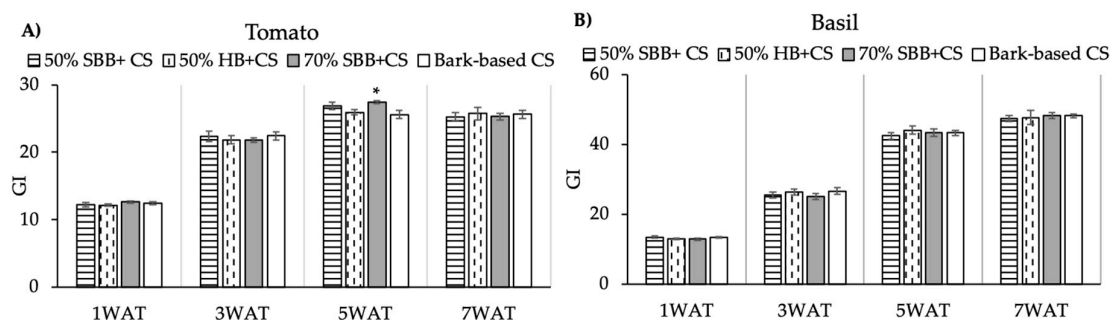 A) Tomato
50% SBB+ CS 50% HB+CS 70% SBB+CS Bark-based CS
30
*
20
GI
10
0
1WAT 3WAT 5WAT 7WAT
B) Basil
50% SBB+ CS 50% HB+CS 70% SBB+CS Bark-based CS
60
40
GI
20
0
1WAT 3WAT 5WAT 7WAT